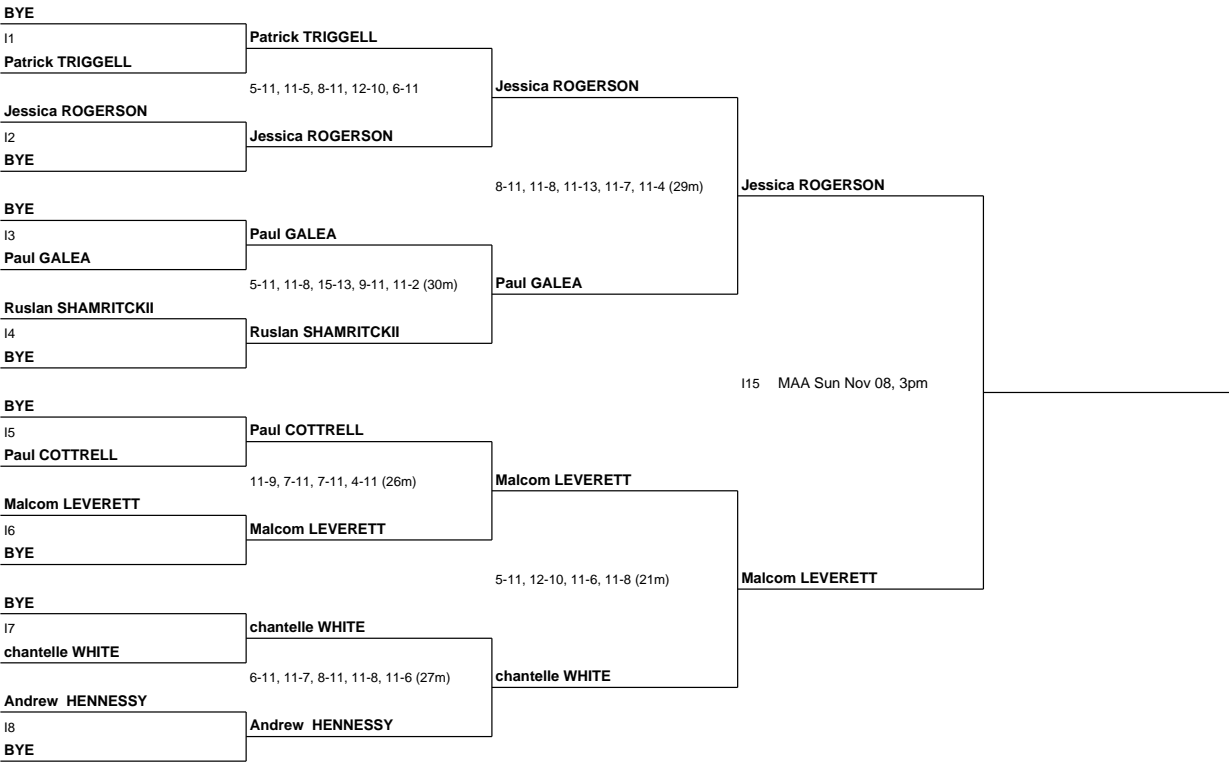 BYE
I1
Patrick TRIGGELL
Patrick TRIGGELL
5-11, 11-5, 8-11, 12-10, 6-11
Jessica ROGERSON
Jessica ROGERSON
I2
Jessica ROGERSON
BYE
8-11, 11-8, 11-13, 11-7, 11-4 (29m)
Jessica ROGERSON
BYE
I3
Paul GALEA
Paul GALEA
5-11, 11-8, 15-13, 9-11, 11-2 (30m)
Paul GALEA
Ruslan SHAMRITCKII
I4
Ruslan SHAMRITCKII
BYE
I15 MAA Sun Nov 08, 3pm
BYE
I5
Paul COTTRELL
Paul COTTRELL
11-9, 7-11, 7-11, 4-11 (26m)
Malcom LEVERETT
Malcom LEVERETT
I6
Malcom LEVERETT
BYE
5-11, 12-10, 11-6, 11-8 (21m)
Malcom LEVERETT
BYE
I7
chantelle WHITE
chantelle WHITE
6-11, 11-7, 8-11, 11-8, 11-6 (27m)
chantelle WHITE
Andrew HENNESSY
I8
Andrew HENNESSY
BYE